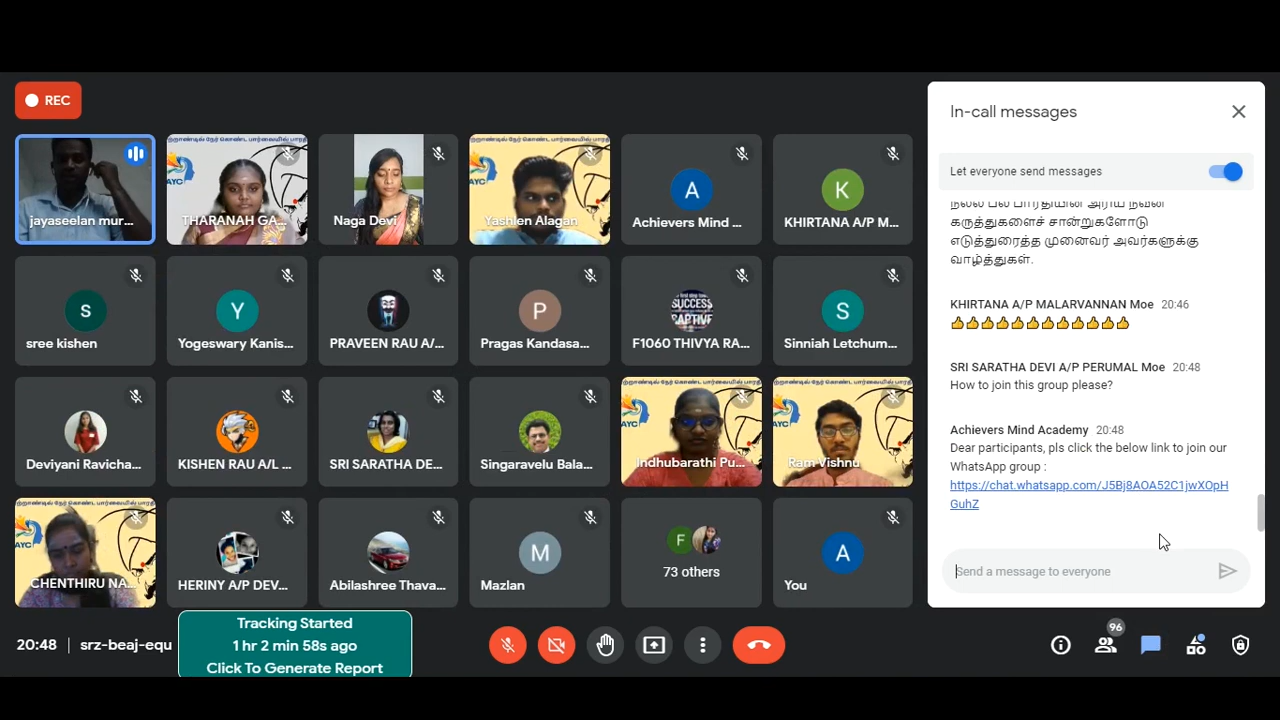 REC
jayaseelan mur...
THARANAH GA...
Naga Devi
Yashlen Alagan
A
Achievers Mind ...
K
KHIRTANA A/P M...
s
sree kishen
Y
Yogeswary Kanis...
PRAVEEN RAU A/...
P
Pragas Kandasa...
SUCCESS
F1060 THIVYA RA...
S
Sinniah Letchum...
Deviyani Ravicha...
KISHEN RAU A/L ...
SRI SARATHA DE...
Singaravelu Bala...
Indhubarathi Pu...
Ram Vishnu
AYC
CHENTHIRU NA...
HERINY A/P DEV...
Abilashree Thava...
M
Mazlan
F
73 others
A
You
20:48 | srz-beaj-equ
Tracking Started
1 hr 2 min 58s ago
Click To Generate Report
96
In-call messages
Let everyone send messages
கருத்துகளைச் சான்றுகளோடு
எடுத்துரைத்த முனைவர் அவர்களுக்கு
வாழ்த்துகள்.
KHIRTANA A/P MALARVANNAN Moe 20:46
👍👍👍👍👍👍👍👍👍👍👍👍
SRI SARATHA DEVI A/P PERUMAL Moe 20:48
How to join this group please?
Achievers Mind Academy 20:48
Dear participants, pls click the below link to join our
WhatsApp group :
https://chat.whatsapp.com/J5Bj8AOA52C1jwXOpH
GuhZ
Send a message to everyone